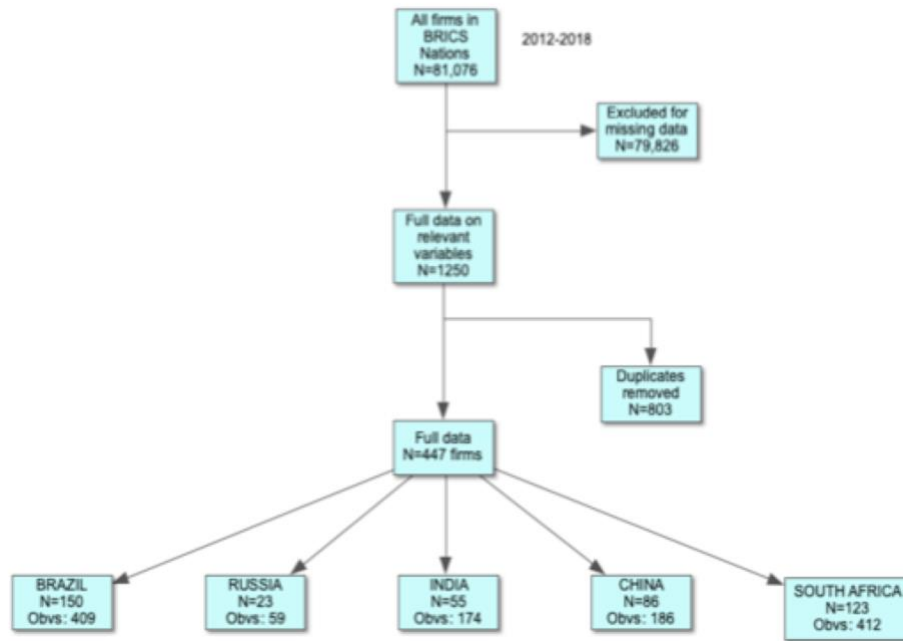 All firms in
BRICS
Nations
N=81,076
2012-2018
Excluded for
missing data
N=79,826
Full data on
relevant
variables
N=1250
Duplicates
removed
N=803
Full data
N=447 firms
BRAZIL
N=150
Obvs: 409
RUSSIA
N=23
Obvs: 59
INDIA
N=55
Obvs: 174
CHINA
N=86
Obvs: 186
SOUTH AFRICA
N=123
Obvs: 412